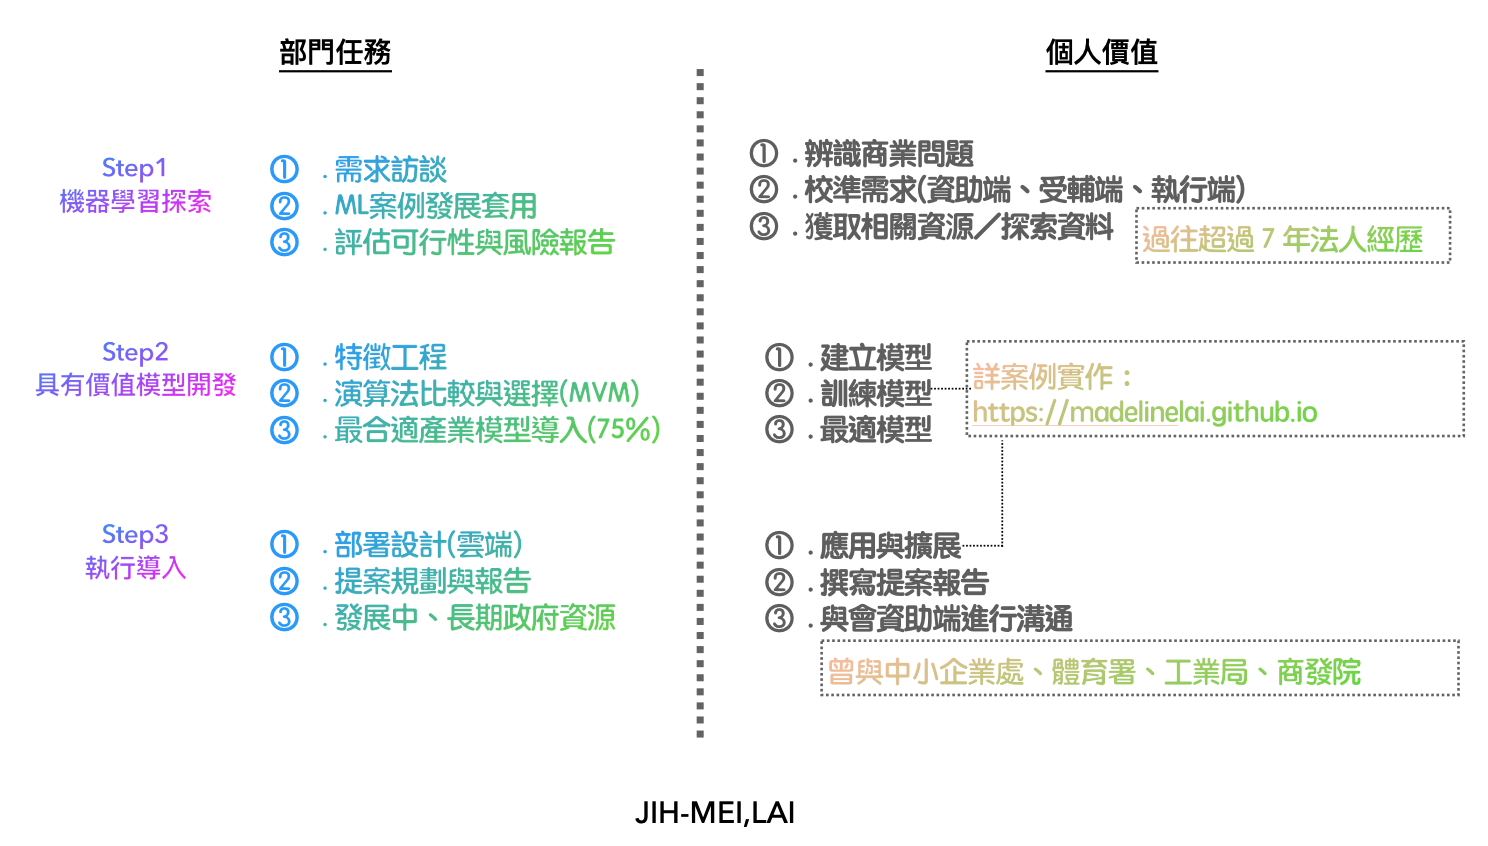 部門任務
個人價值
Step1
機器學習探索
① . 需求訪談
② . ML案例發展套用
③ . 評估可行性與風險報告
① . 辨識商業問題
② . 校準需求(資助端、受輔端、執行端)
③ . 獲取相關資源／探索資料
過往超過 7 年法人經歷
Step2
具有價值模型開發
① . 特徵工程
② . 演算法比較與選擇(MVM)
③ . 最合適產業模型導入(75%)
① . 建立模型
② . 訓練模型
③ . 最適模型
詳案例實作：
https://madelinelai.github.io
Step3
執行導入
① . 部署設計(雲端)
② . 提案規劃與報告
③ . 發展中、長期政府資源
① . 應用與擴展
② . 撰寫提案報告
③ . 與會資助端進行溝通
曾與中小企業處、體育署、工業局、商發院
JIH-MEI,LAI